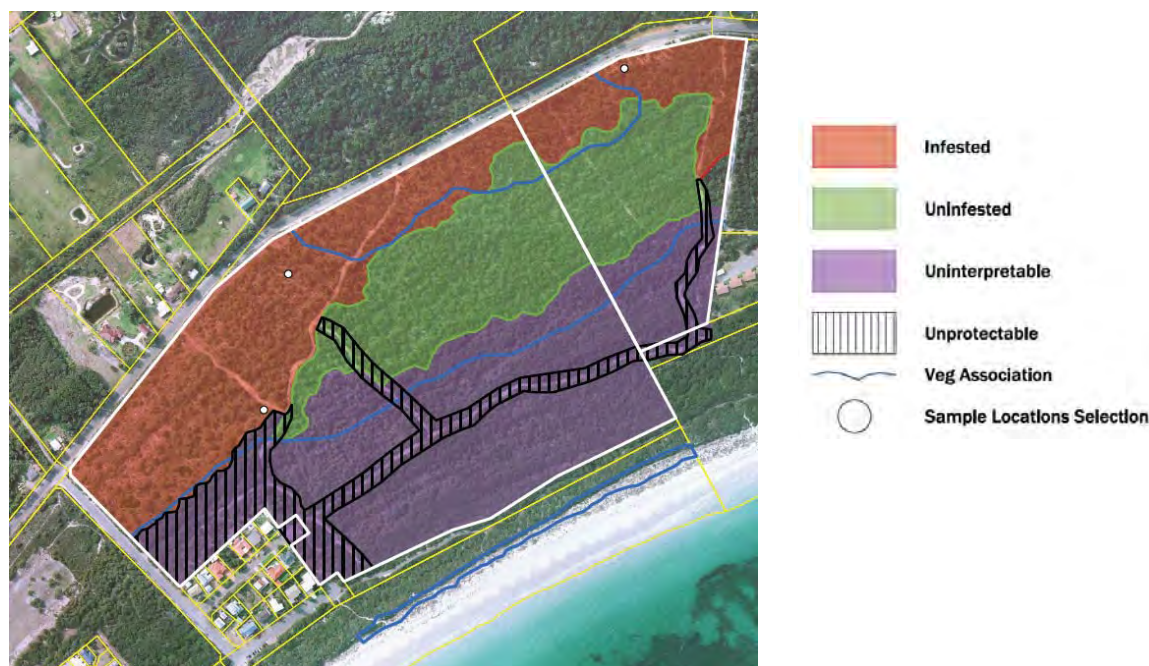 Infested
Uninfested
Uninterpretable
Unprotectable
Veg Association
Sample Locations Selection